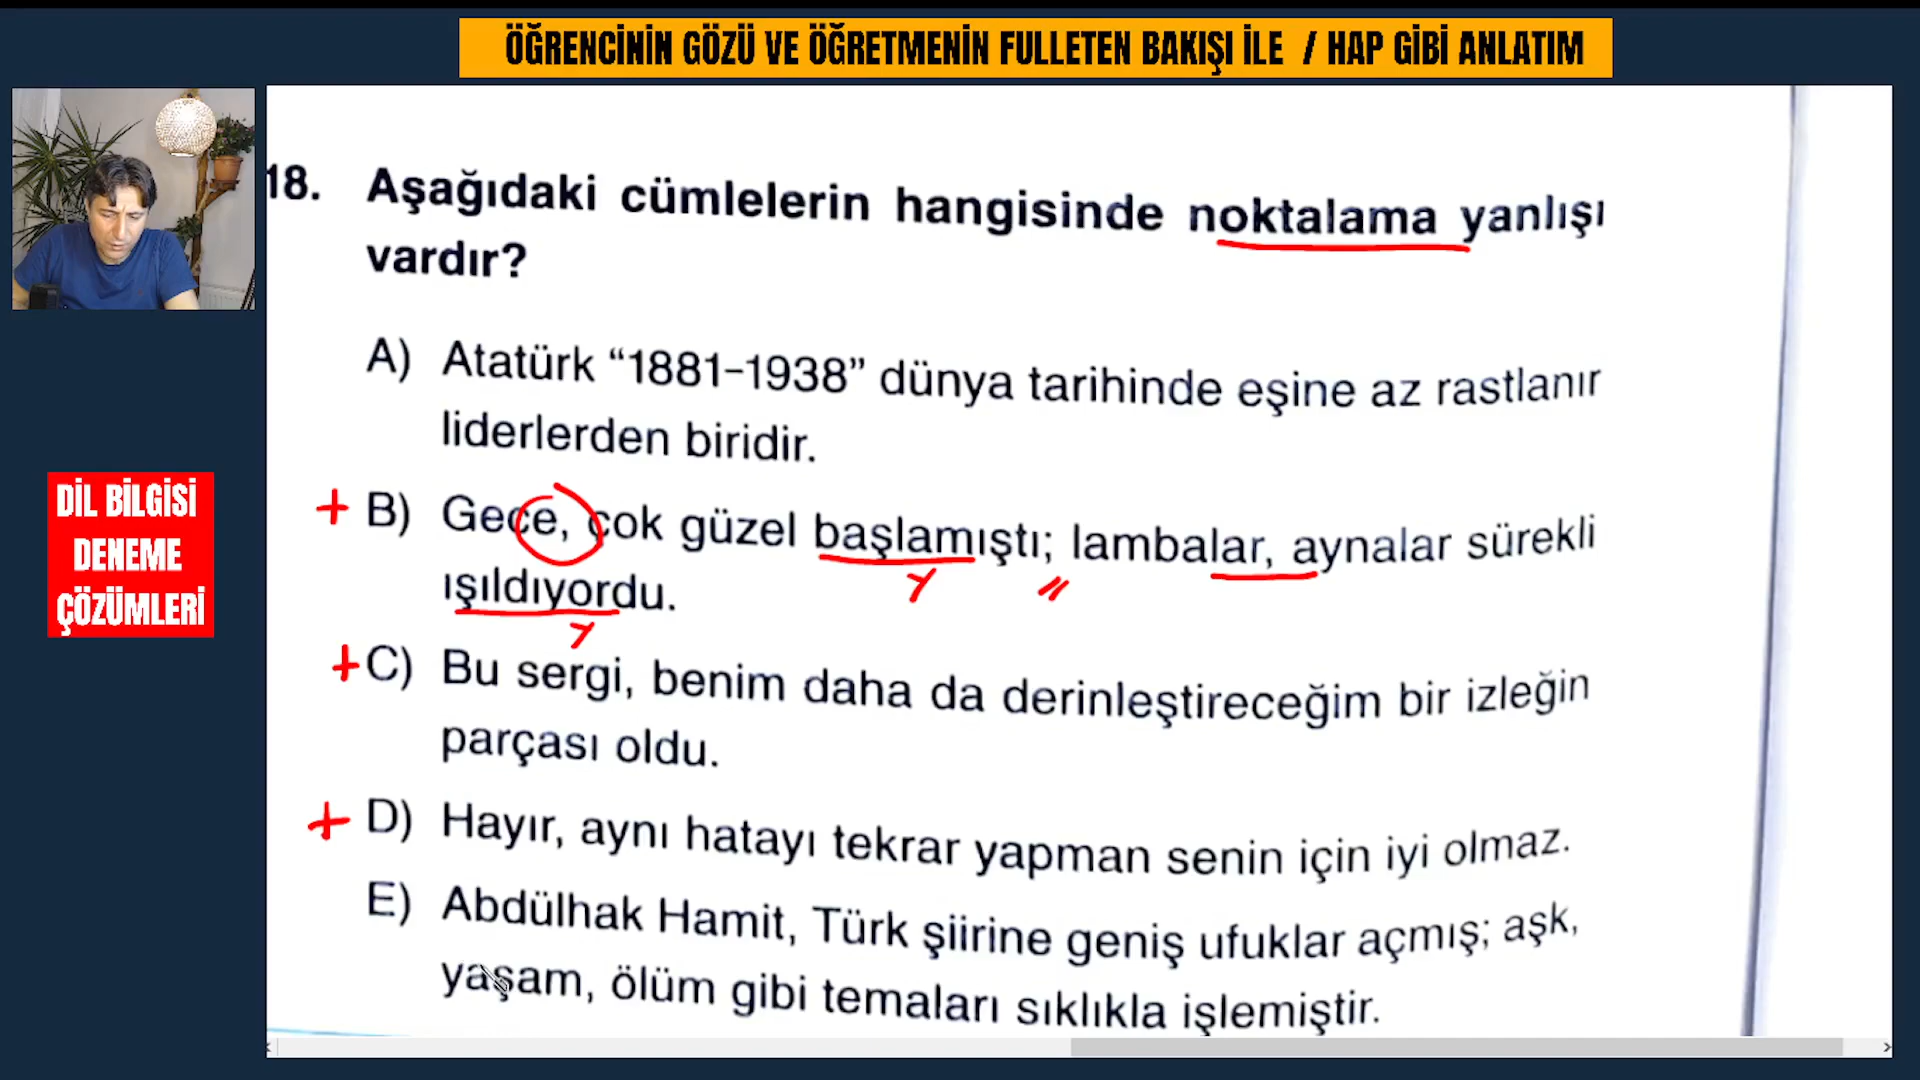 ÖĞRENCİNİN GÖZÜ VE ÖĞRETMENİN FULLETEN BAKIŞI İLE / HAP GİBİ ANLATIM
DİL BİLGİSİ
DENEME
ÇÖZÜMLERİ
18. Aşağıdaki cümlelerin hangisinde noktalama yanlışı
vardır?
A) Atatürk “1881–1938” dünya tarihinde eşine az rastlanır
liderlerden biridir.
+ B) Gece, çok güzel başlamıştı; lambalar, aynalar sürekli
ışıldıyordu.
+ C) Bu sergi, benim daha da derinleştireceğim bir izleğin
parçası oldu.
+ D) Hayır, aynı hatayı tekrar yapman senin için iyi olmaz.
E) Abdülhak Hamit, Türk şiirine geniş ufuklar açmış; aşk,
yaşam, ölüm gibi temaları sıklıkla işlemiştir.